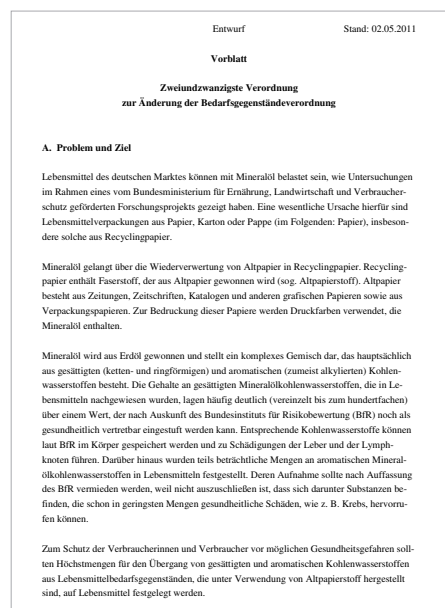 Entwurf Stand: 02.05.2011
Vorblatt
Zweiundzwanzigste Verordnung
zur Änderung der Bedarfsgegenständeverordnung
A. Problem und Ziel
Lebensmittel des deutschen Marktes können mit Mineralöl belastet sein, wie Untersuchungen
im Rahmen eines vom Bundesministerium für Ernährung, Landwirtschaft und Verbraucher-
schutz geförderten Forschungsprojekts gezeigt haben. Eine wesentliche Ursache hierfür sind
Lebensmittelverpackungen aus Papier, Karton oder Pappe (im Folgenden: Papier), insbeson-
dere solche aus Recyclingpapier.
Mineralöl gelangt über die Wiederverwertung von Altpapier in Recyclingpapier. Recycling-
papier enthält Faserstoff, der aus Altpapier gewonnen wird (sog. Altpapierstoff). Altpapier
besteht aus Zeitungen, Zeitschriften, Katalogen und anderen grafischen Papieren sowie aus
Verpackungspapieren. Zur Bedruckung dieser Papiere werden Druckfarben verwendet, die
Mineralöl enthalten.
Mineralöl wird aus Erdöl gewonnen und stellt ein komplexes Gemisch dar, das hauptsächlich
aus gesättigten (ketten- und ringförmigen) und aromatischen (zumeist alkylierten) Kohlen-
wasserstoffen besteht. Die Gehalte an gesättigten Mineralölkohlenwasserstoffen, die in Le-
bensmitteln nachgewiesen wurden, lagen häufig deutlich (vereinzelt bis zum hundertfachen)
über einem Wert, der nach Auskunft des Bundesinstituts für Risikobewertung (BfR) noch als
gesundheitlich vertretbar eingestuft werden kann. Entsprechende Kohlenwasserstoffe können
laut BfR im Körper gespeichert werden und zu Schädigungen der Leber und der Lymph-
knoten führen. Darüber hinaus wurden teils beträchtliche Mengen an aromatischen Mineral-
ölkohlenwasserstoffen in Lebensmitteln festgestellt. Deren Aufnahme sollte nach Auffassung
des BfR vermieden werden, weil nicht auszuschließen ist, dass sich darunter Substanzen be-
finden, die schon in geringsten Mengen gesundheitliche Schäden, wie z. B. Krebs, hervorru-
fen können.
Zum Schutz der Verbraucherinnen und Verbraucher vor möglichen Gesundheitsgefahren soll-
ten Höchstmengen für den Übergang von gesättigten und aromatischen Kohlenwasserstoffen
aus Lebensmittelbedarfsgegenständen, die unter Verwendung von Altpapierstoff hergestellt
sind, auf Lebensmittel festgelegt werden.